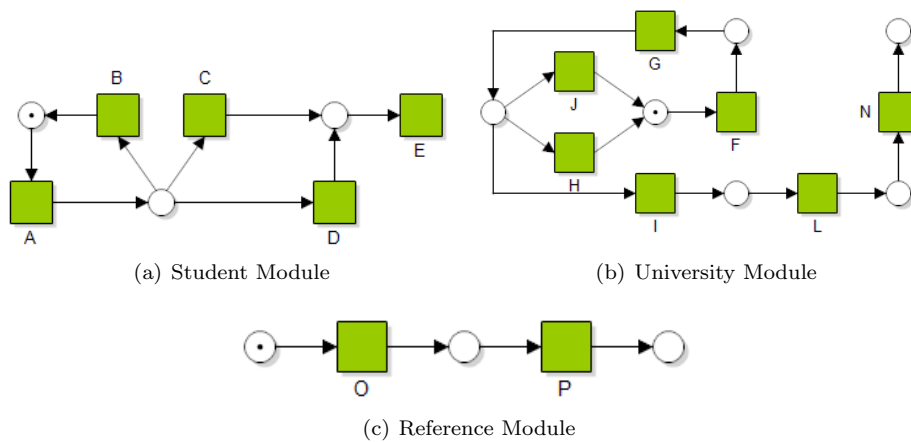 B
C
E
A
D
G
J
F
N
H
I
L
(a) Student Module
(b) University Module
O
P
(c) Reference Module